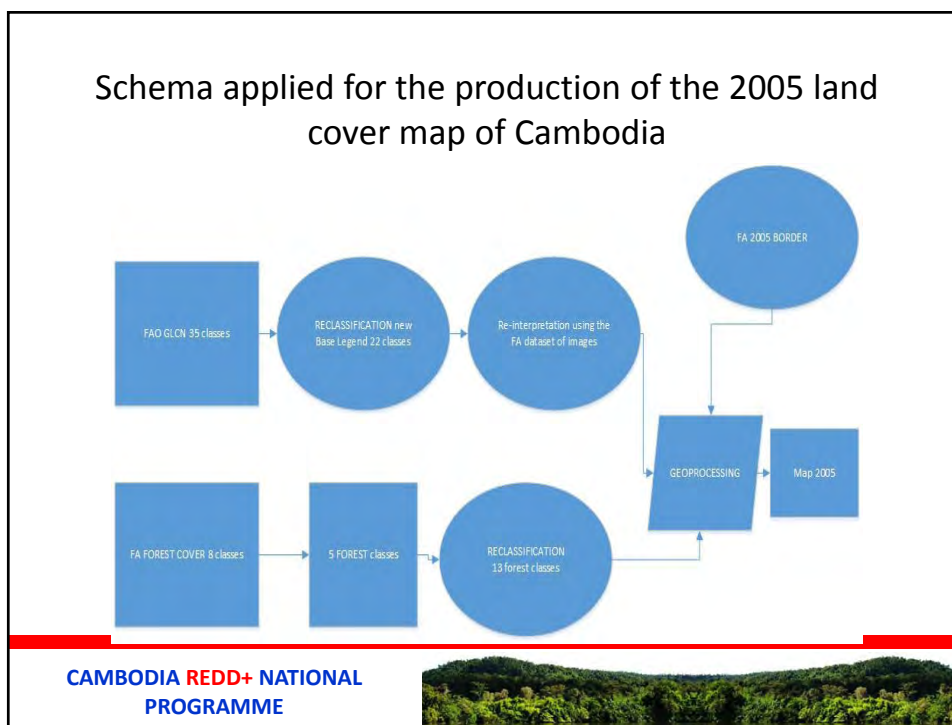 Schema applied for the production of the 2005 land
cover map of Cambodia
FA 2005 BORDER
FAO GLCN 35 classes
RECLASSIFICATION new
Base Legend 22 classes
Re-interpretation using the
FA dataset of images
GEOPROCESSING
Map 2005
FA FOREST COVER 8 classes
5 FOREST classes
RECLASSIFICATION
13 forest classes
CAMBODIA REDD+ NATIONAL
PROGRAMME